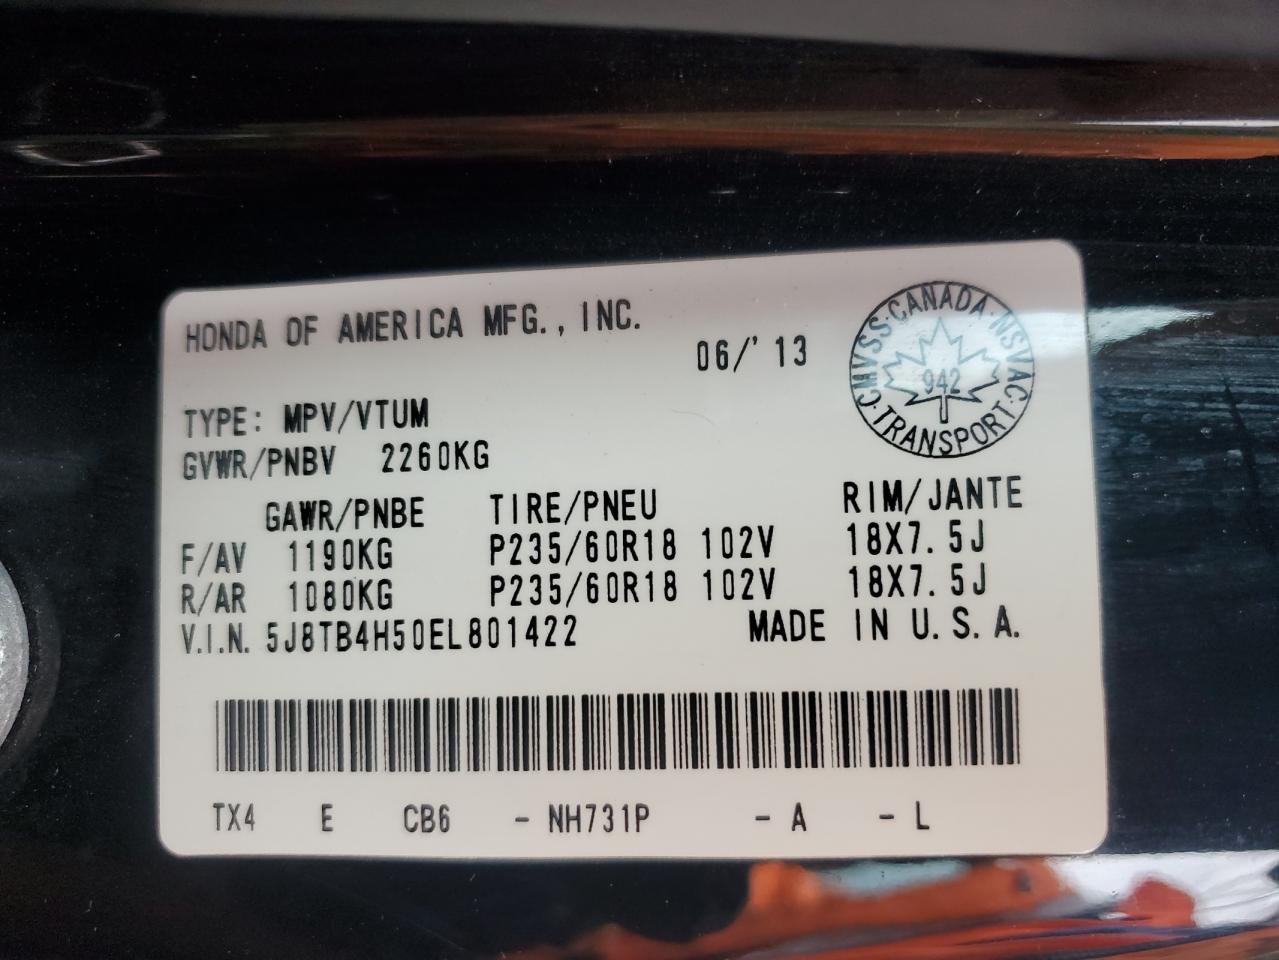 HONDA OF AMERICA MFG., INC.
06/'13
CMVSS·CANADA·NSVAC·TRANSPORT·
942
TYPE: MPV/VTUM
GVWR/PNBV 2260KG
GAWR/PNBE TIRE/PNEU RIM/JANTE
F/AV 1190KG P235/60R18 102V 18X7.5J
R/AR 1080KG P235/60R18 102V 18X7.5J
V.I.N. 5J8TB4H50EL801422 MADE IN U.S.A.
TX4 E CB6 - NH731P - A - L